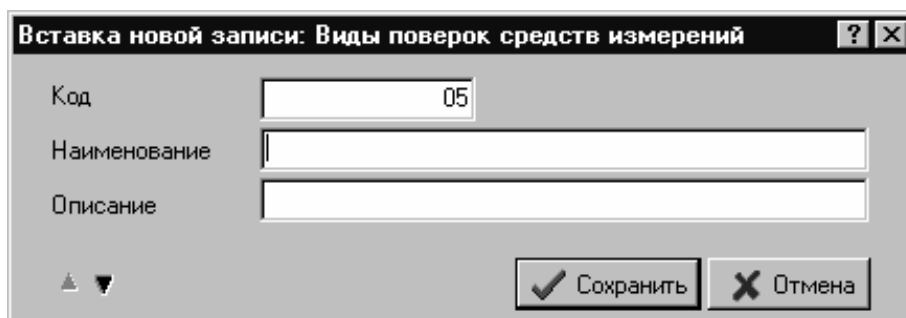 Вставка новой записи: Виды поверок средств измерений ?
Код 05
Наименование
Описание
Сохранить Отмена